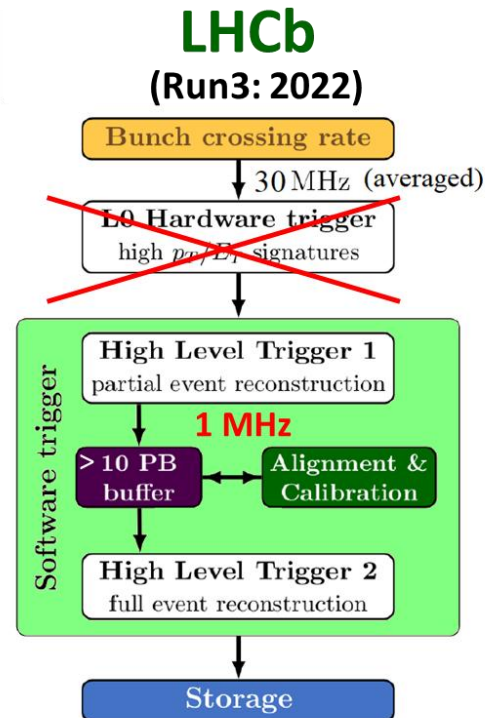 LHCb
(Run3: 2022)
Bunch crossing rate
30 MHz (averaged)
L0 Hardware trigger
high p_T/E_T signatures
Software trigger
High Level Trigger 1
partial event reconstruction
1 MHz
> 10 PB
buffer
Alignment &
Calibration
High Level Trigger 2
full event reconstruction
Storage